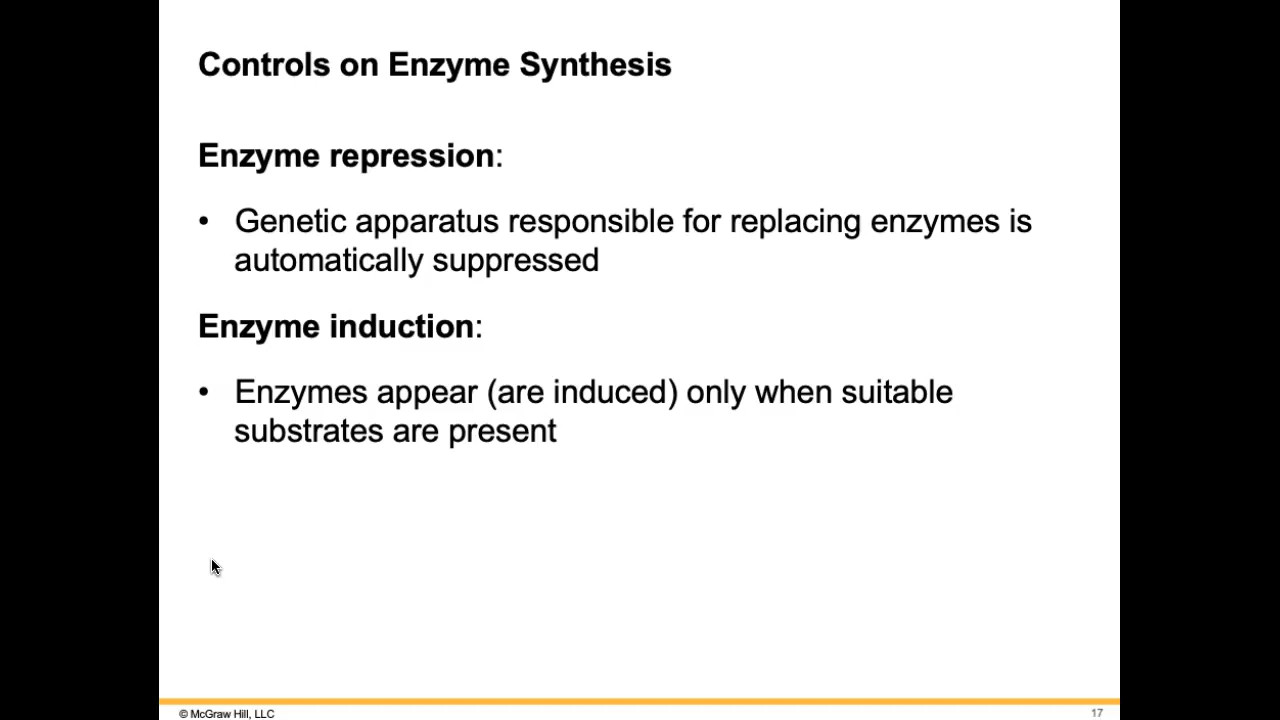 Controls on Enzyme Synthesis
Enzyme repression:
• Genetic apparatus responsible for replacing enzymes is
automatically suppressed
Enzyme induction:
• Enzymes appear (are induced) only when suitable
substrates are present
© McGraw Hill, LLC
17